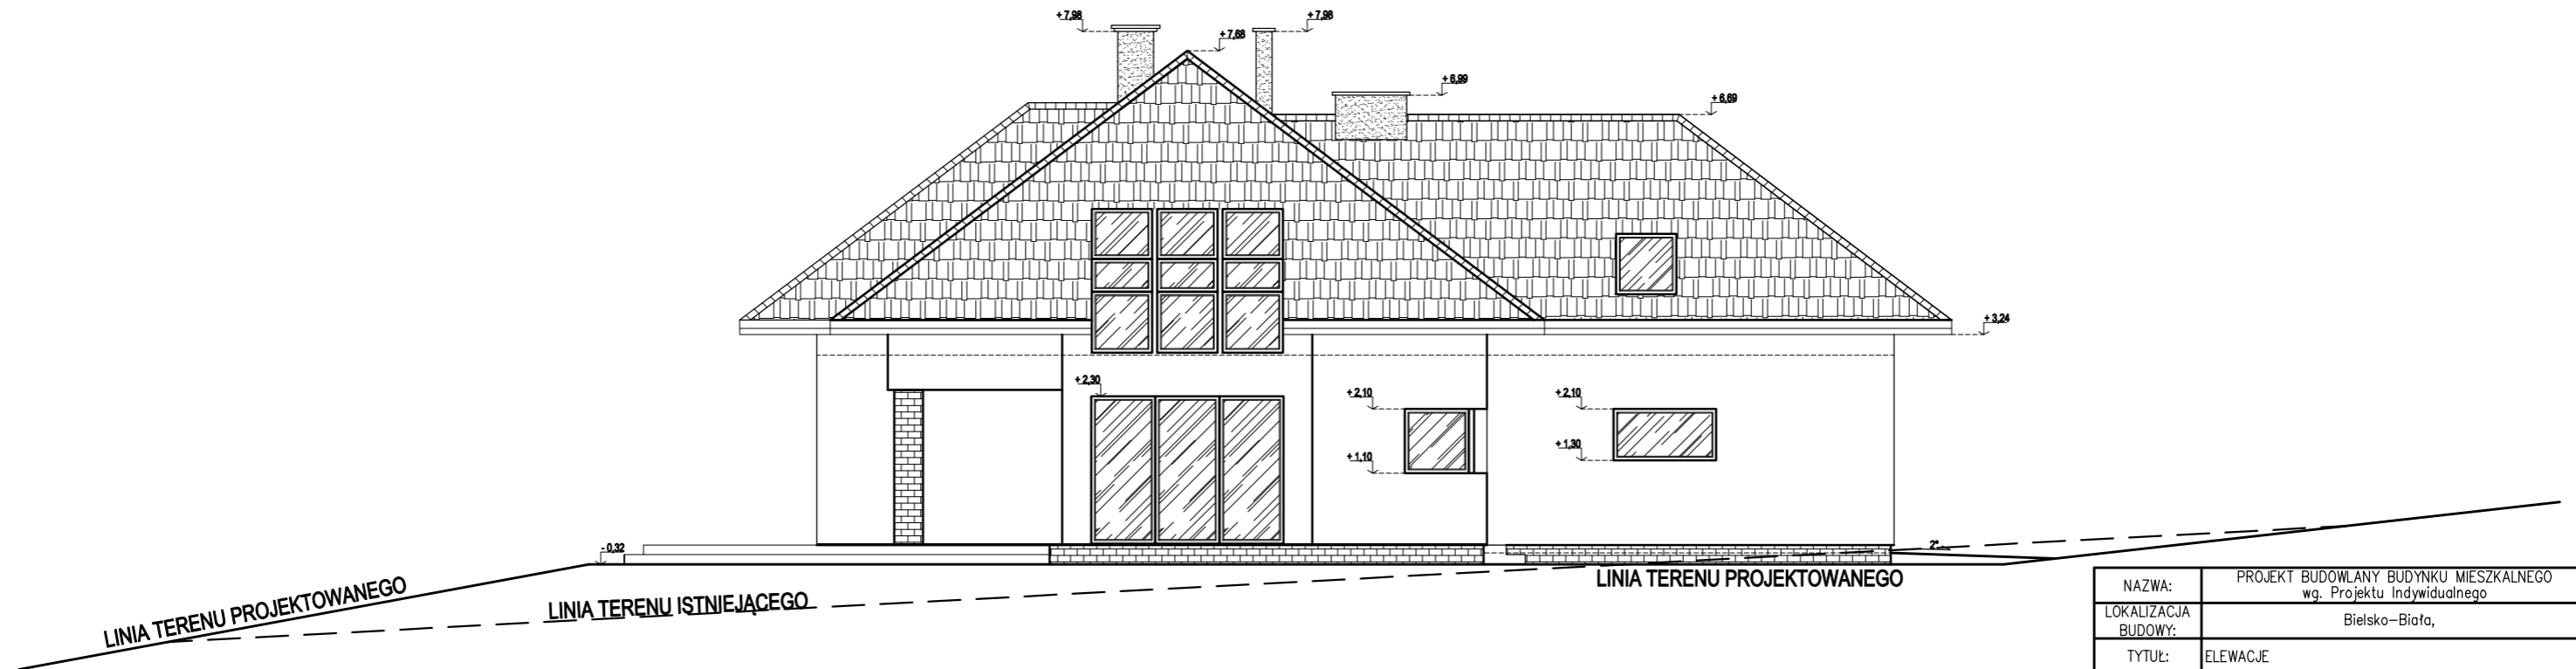 + 7,98
+ 7,98
+ 7,68
+ 6,99
+ 6,69
+ 3,24
+ 2,30
+ 2,10
+ 2,10
+ 1,30
+ 1,10
- 0,32
2°
LINIA TERENU PROJEKTOWANEGO
LINIA TERENU ISTNIEJĄCEGO
LINIA TERENU PROJEKTOWANEGO
NAZWA: PROJEKT BUDOWLANY BUDYNKU MIESZKALNEGO
wg. Projektu Indywidualnego
LOKALIZACJA BUDOWY: Bielsko-Biała,
TYTUŁ: ELEWACJE